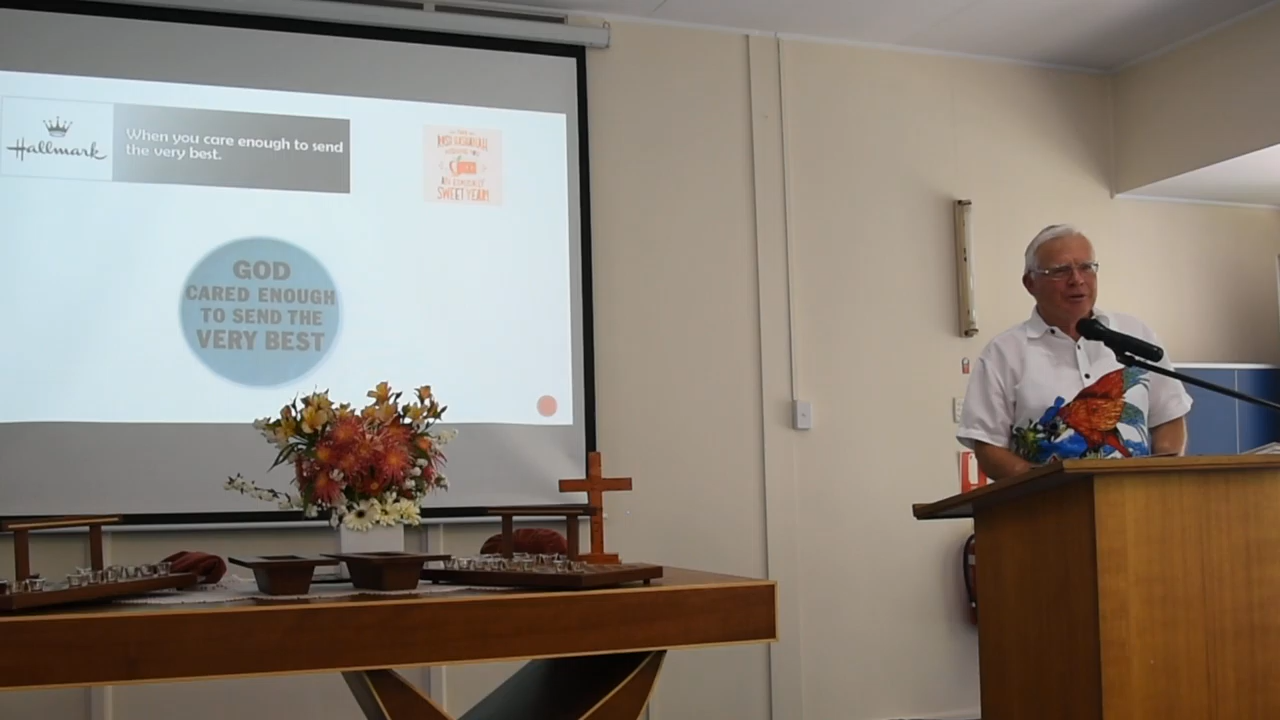 Hallmark
When you care enough to send
the very best.
SWEET YEAR!
GOD
CARED ENOUGH
TO SEND THE
VERY BEST